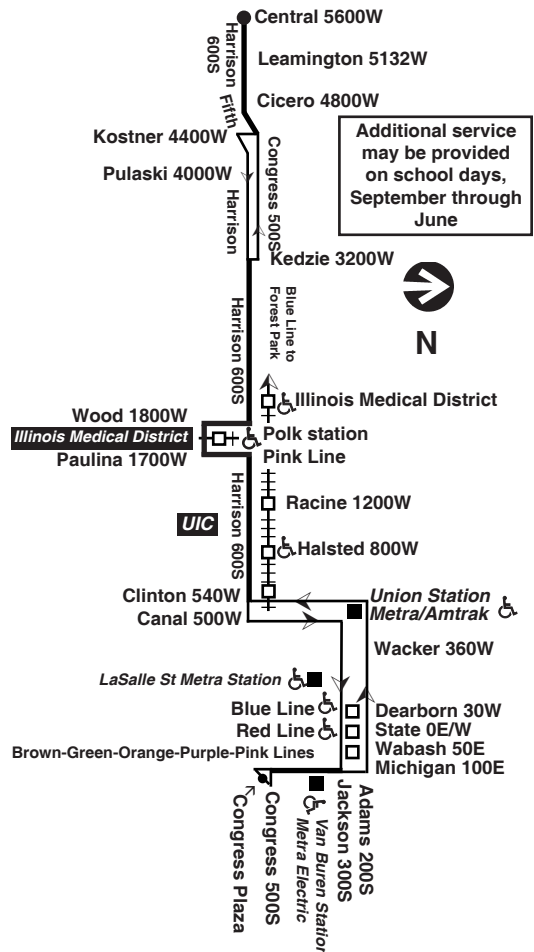 Central 5600W
Harrison
600S
Leamington 5132W
Cicero 4800W
Fifth
Kostner 4400W
Additional service
may be provided
on school days,
September through
June
Pulaski 4000W
Congress 500S
Harrison
Kedzie 3200W
Blue Line to
Forest Park
N
Harrison 600S
Illinois Medical District
Wood 1800W
Illinois Medical District
Polk station
Pink Line
Paulina 1700W
Harrison 600S
Racine 1200W
UIC
Halsted 800W
Clinton 540W
Canal 500W
Union Station
Metra/Amtrak
Wacker 360W
LaSalle St Metra Station
Blue Line
Dearborn 30W
Red Line
State 0E/W
Brown-Green-Orange-Purple-Pink Lines
Wabash 50E
Michigan 100E
Congress Plaza
Congress 500S
Van Buren Station
Metra Electric
Jackson 300S
Adams 200S